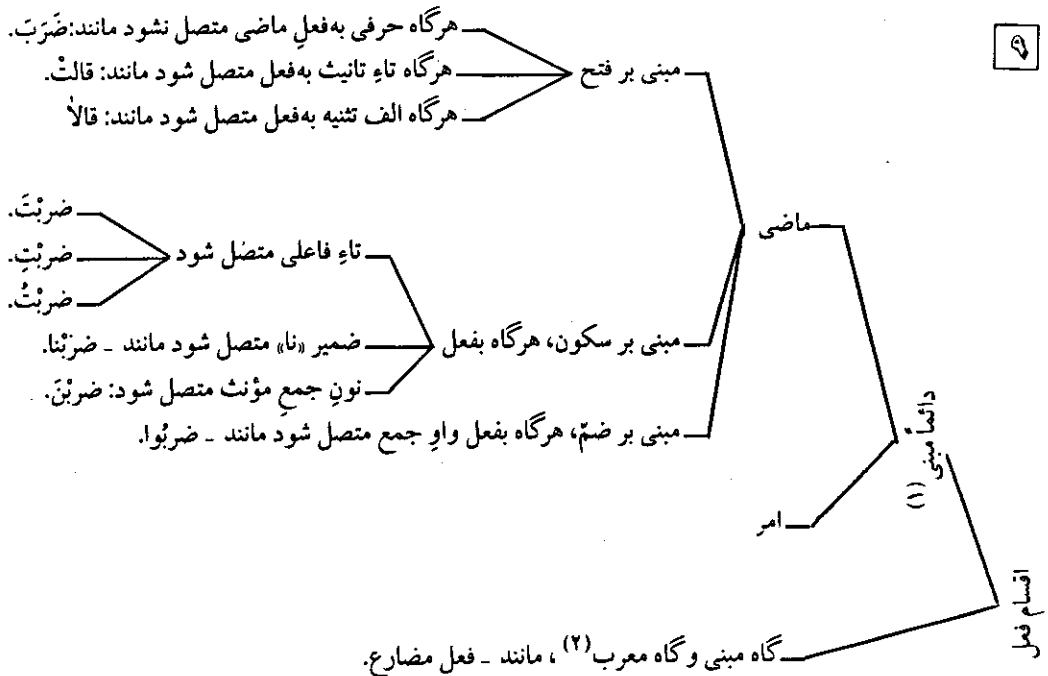 هرگاه حرفی به‌فعلِ ماضی متصل نشود مانند:ضَرَبَ.
مبنی بر فتح
هرگاه تاءِ تانیث به‌فعل متصل شود مانند: قالتْ.
هرگاه الف تثنیه به‌فعل متصل شود مانند: قالاٰ
ماضی
ضربْتَ.
تاءِ فاعلی متصل شود
ضربْتِ.
ضربْتُ.
مبنی بر سکون، هرگاه بفعل
ضمیر «نا» متصل شود مانند ـ ضربْنا.
نونِ جمعِ مؤنث متصل شود: ضربْنَ.
مبنی بر ضمّ، هرگاه بفعل واوِ جمع متصل شود مانند ـ ضربُوا.
دائماً مبنی (۱)
امر
اقسام فعل
گاه مبنی و گاه معرب(۲)، مانند ـ فعل مضارع.